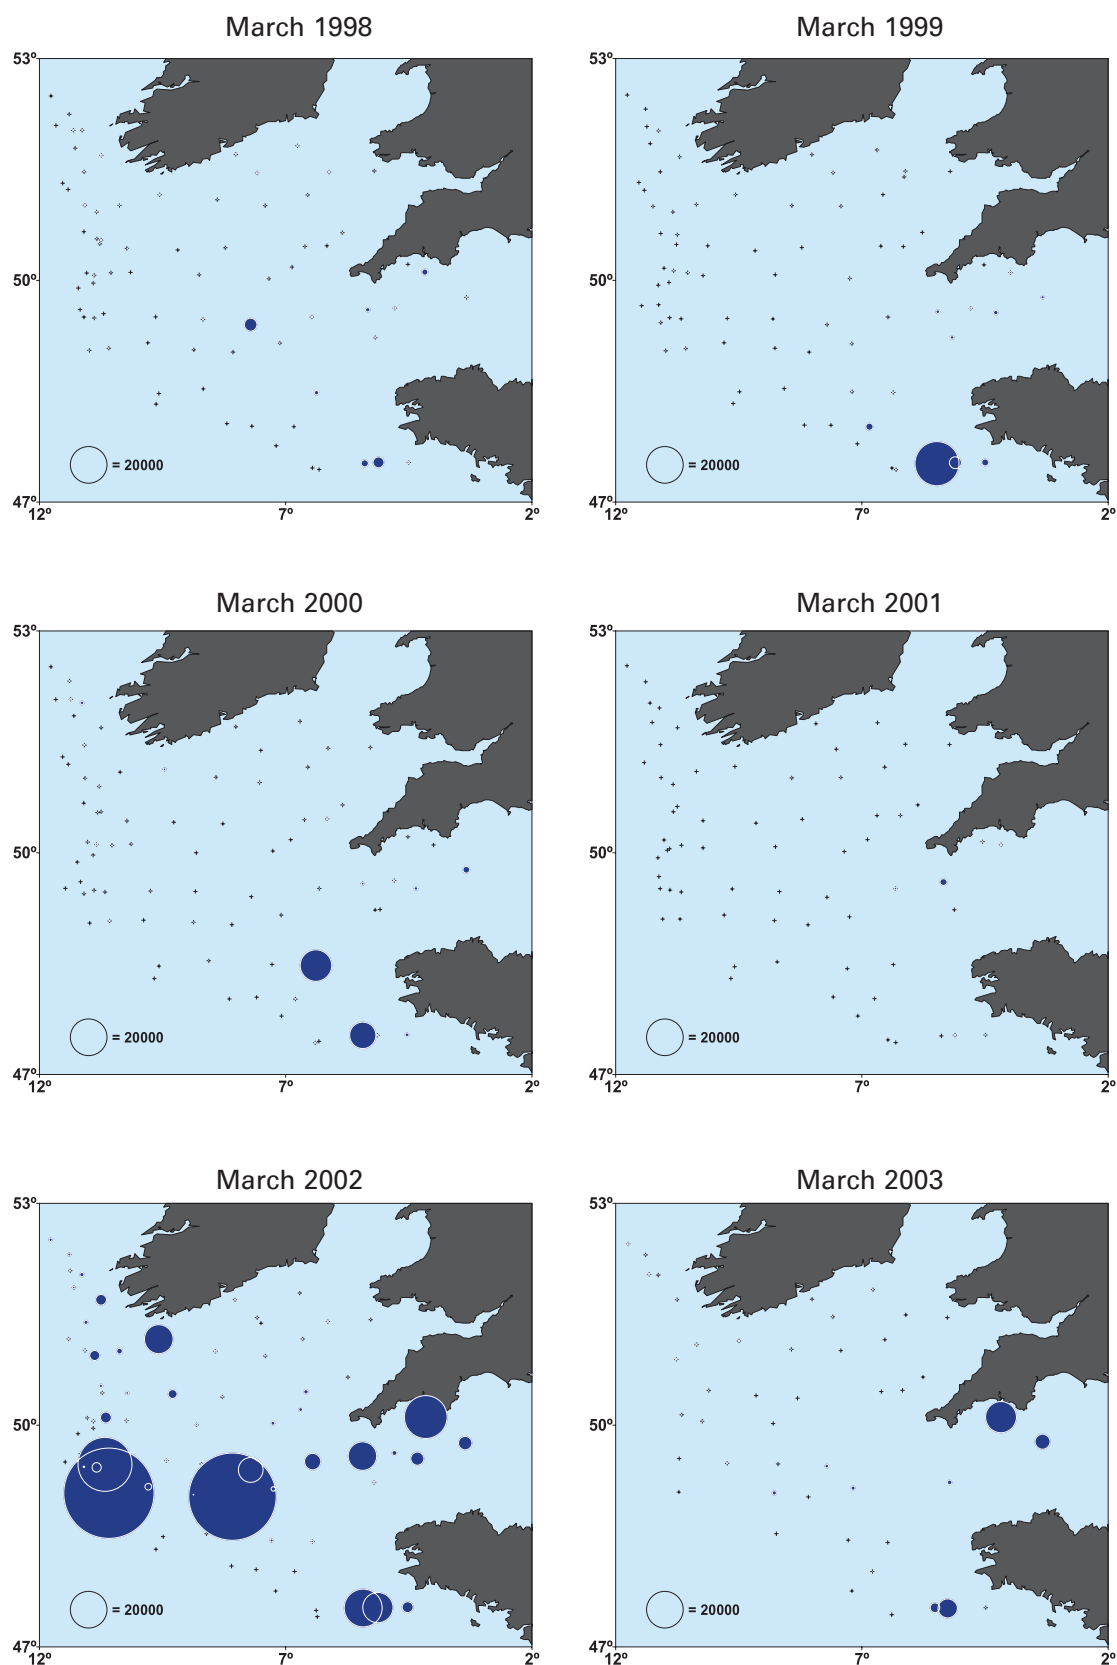 March 1998
March 1999
53º
53º
50º
50º
= 20000
= 20000
47º
47º
12º
7º
2º
12º
7º
2º
March 2000
March 2001
53º
53º
50º
50º
= 20000
= 20000
47º
47º
12º
7º
2º
12º
7º
2º
March 2002
March 2003
53º
53º
50º
50º
= 20000
= 20000
47º
47º
12º
7º
2º
12º
7º
2º